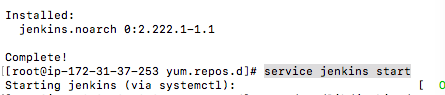 Installed:
jenkins.noarch 0:2.222.1-1.1
Complete!
[[root@ip-172-31-37-253 yum.repos.d]# service jenkins start
Starting jenkins (via systemctl): [